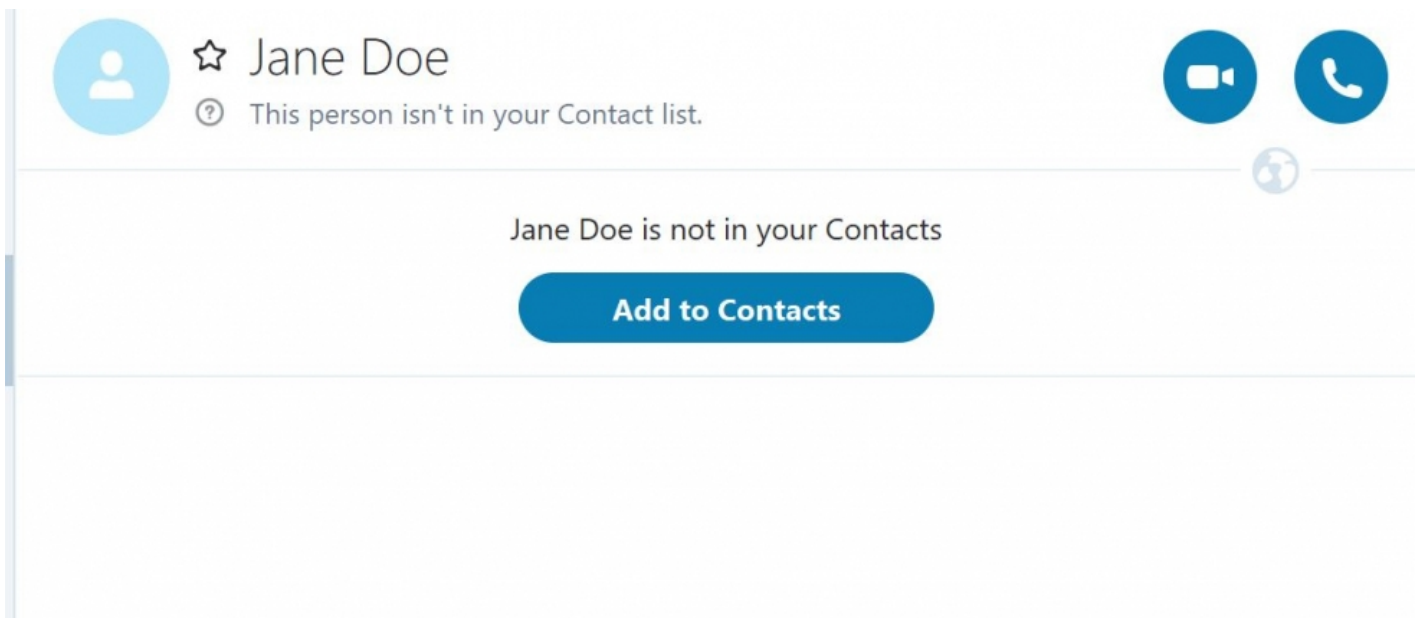 Jane Doe
This person isn't in your Contact list.
Jane Doe is not in your Contacts
Add to Contacts